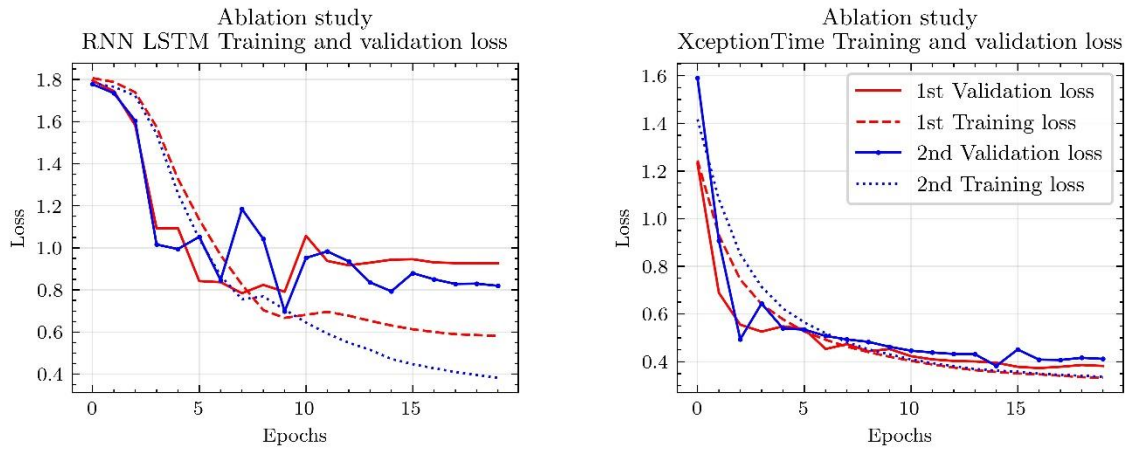 Ablation study
RNN LSTM Training and validation loss
1.8
1.6
1.4
1.2
1.0
0.8
0.6
0.4
Loss
0
5
10
15
Epochs
Ablation study
XceptionTime Training and validation loss
1.6
1.4
1.2
1.0
0.8
0.6
0.4
Loss
1st Validation loss
1st Training loss
2nd Validation loss
2nd Training loss
0
5
10
15
Epochs